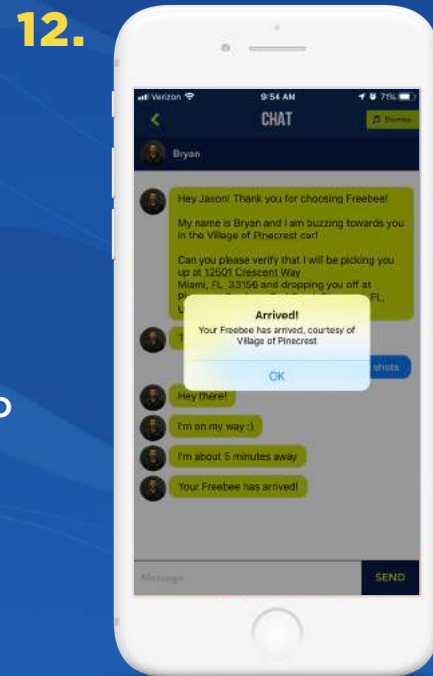 12.
Verizon 9:54 AM 71%
CHAT
Bryan
Hey Jason! Thank you for choosing Freebee!
My name is Bryan and I am buzzing towards you
in the Village of Pinecrest car!
Can you please verify that I will be picking you
up at 12501 Crescent Way
Miami, FL, 33156 and dropping you off at
FL,
Arrived!
Your Freebee has arrived, courtesy of
Village of Pinecrest
OK
shots
Hey there!
I'm on my way :)
I'm about 5 minutes away
Your Freebee has arrived!
Message
SEND